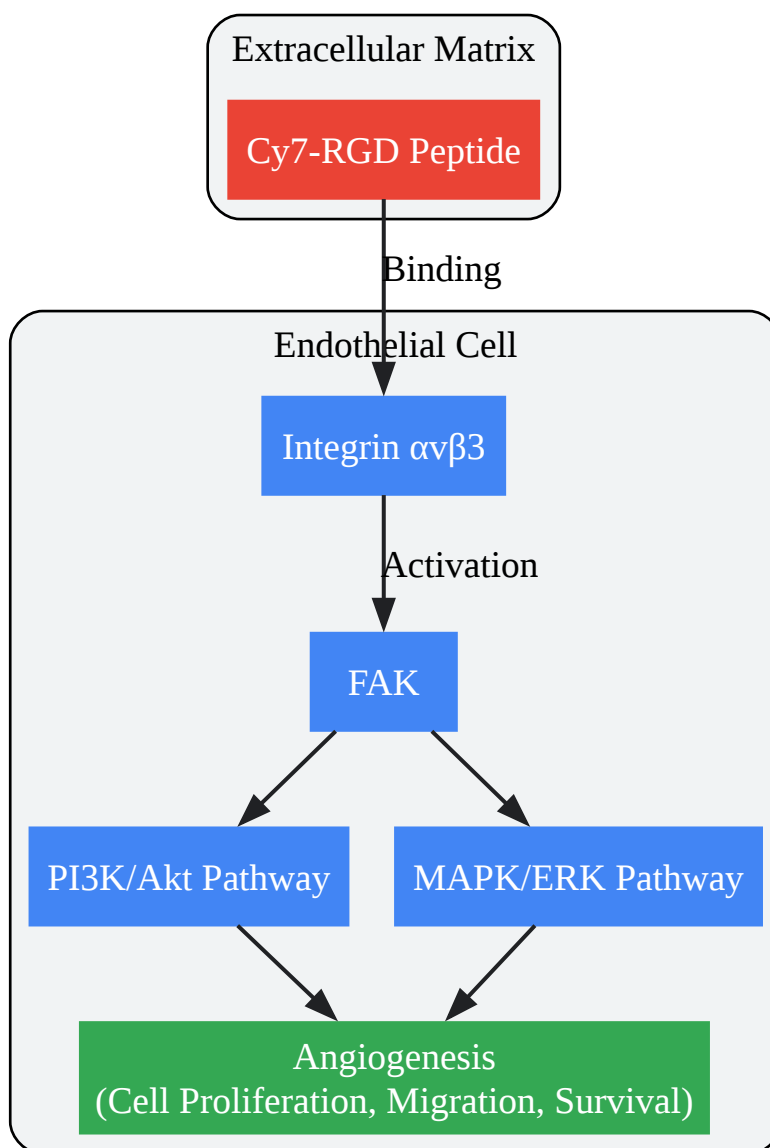 Extracellular Matrix
Cy7-RGD Peptide
Binding
Endothelial Cell
Integrin αvβ3
Activation
FAK
PI3K/Akt Pathway
MAPK/ERK Pathway
Angiogenesis
(Cell Proliferation, Migration, Survival)